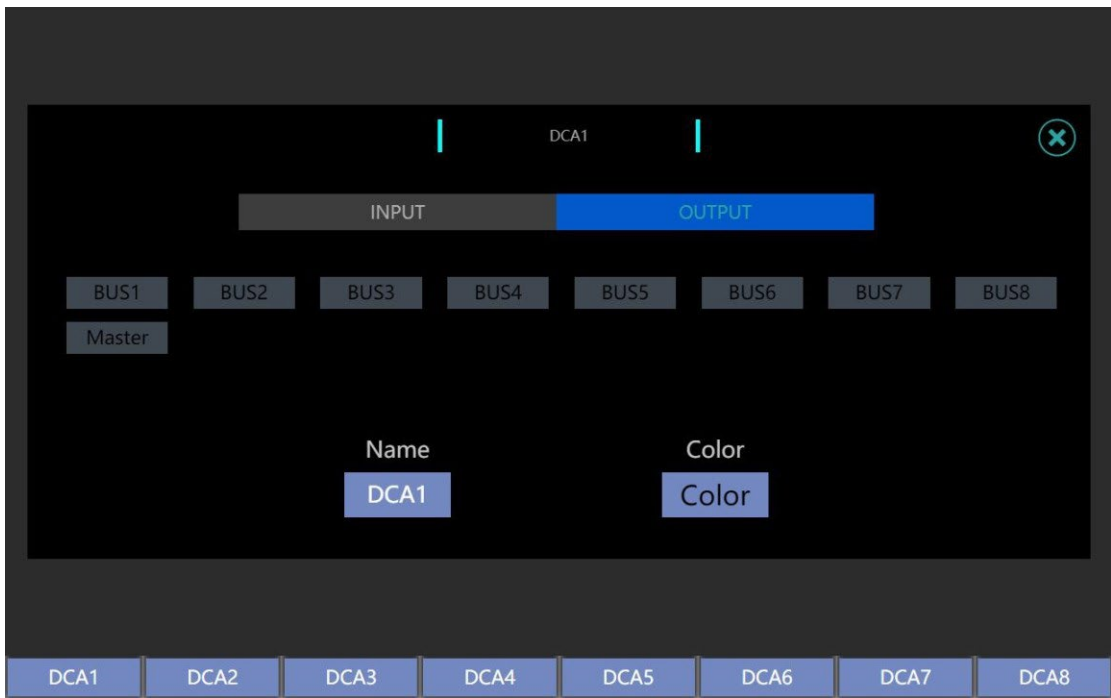 DCA1
INPUT OUTPUT
BUS1 BUS2 BUS3 BUS4 BUS5 BUS6 BUS7 BUS8
Master
Name Color
DCA1 Color
DCA1 DCA2 DCA3 DCA4 DCA5 DCA6 DCA7 DCA8